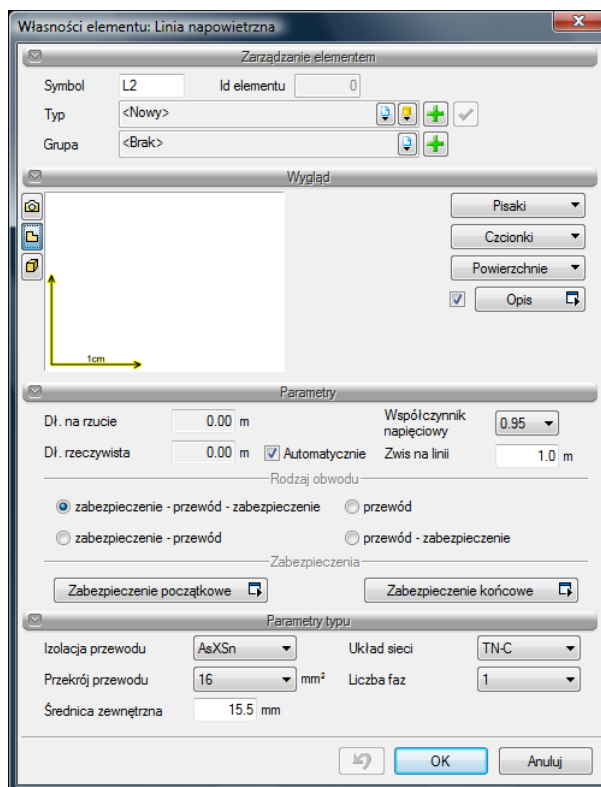 Własności elementu: Linia napowietrzna
Zarządzanie elementem
Symbol L2 Id elementu 0
Typ <Nowy>
Grupa <Brak>
Wygląd
Pisaki
Czcionki
Powierzchnie
Opis
1cm
Parametry
Dł. na rzucie 0.00 m Współczynnik napięciowy 0.95
Dł. rzeczywista 0.00 m Automatycznie Zwis na linii 1.0 m
Rodzaj obwodu
zabezpieczenie - przewód - zabezpieczenie przewód
zabezpieczenie - przewód przewód - zabezpieczenie
Zabezpieczenia
Zabezpieczenie początkowe Zabezpieczenie końcowe
Parametry typu
Izolacja przewodu AsXSn Układ sieci TN-C
Przekrój przewodu 16 mm² Liczba faz 1
Średnica zewnętrzna 15.5 mm
OK Anuluj